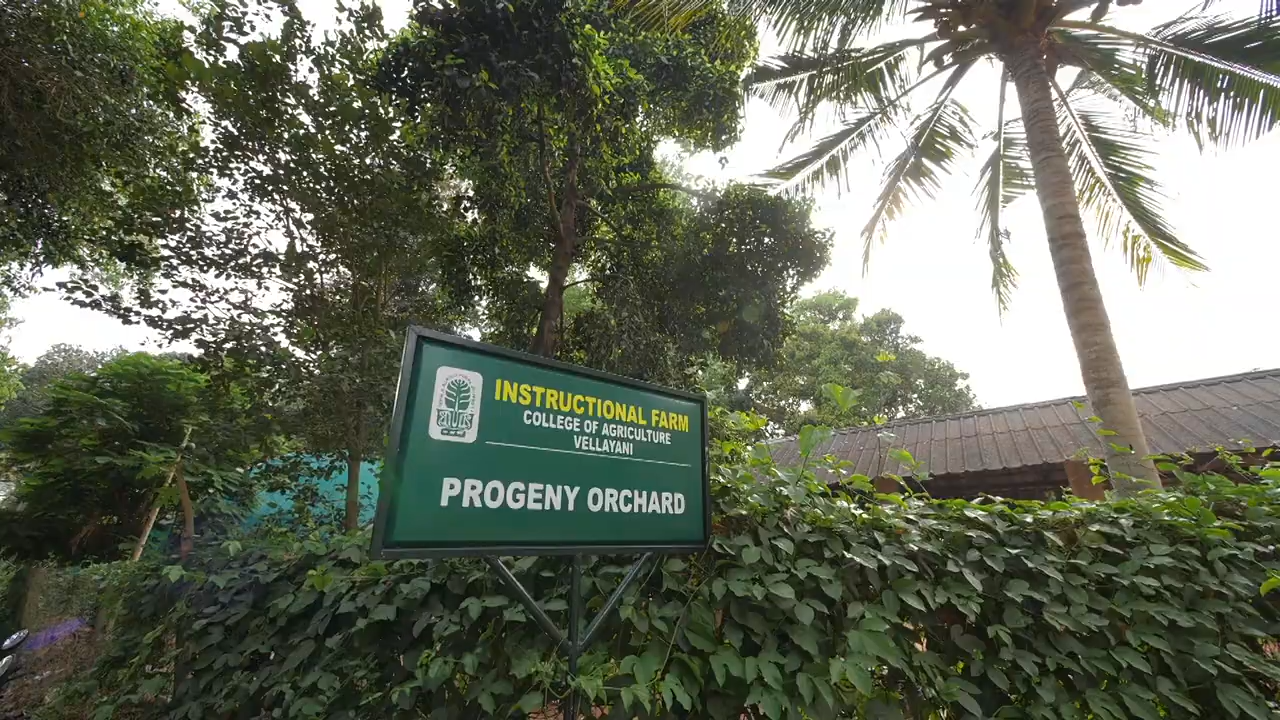 INSTRUCTIONAL FARM
COLLEGE OF AGRICULTURE
VELLAYANI
PROGENY ORCHARD